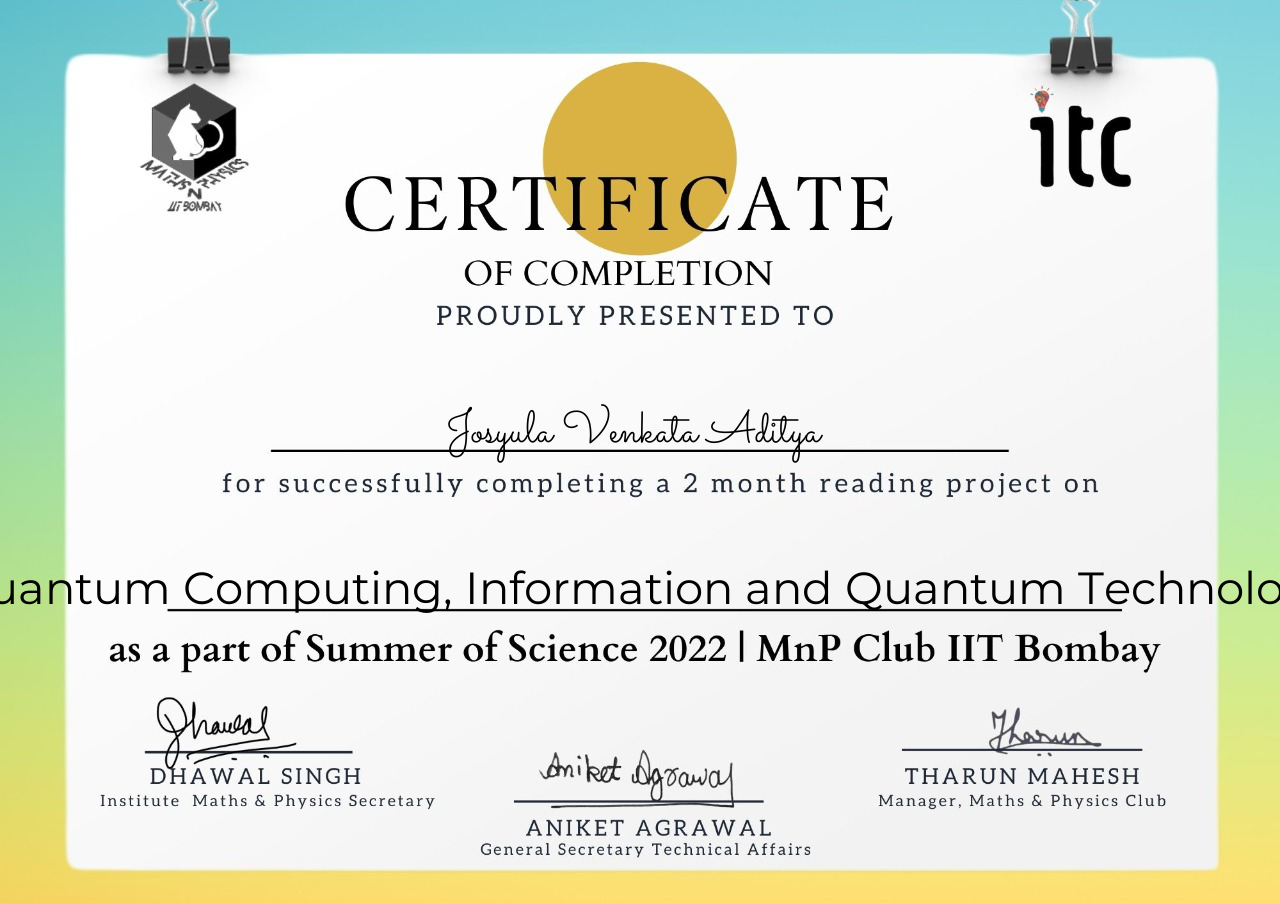 MATHS N PHYSICS
IIT BOMBAY
itc
CERTIFICATE
OF COMPLETION
PROUDLY PRESENTED TO
Josyula Venkata Aditya
for successfully completing a 2 month reading project on
uantum Computing, Information and Quantum Technolo
as a part of Summer of Science 2022 | MnP Club IIT Bombay
Dhawal
DHAWAL SINGH
Institute Maths & Physics Secretary
Aniket Agrawal
ANIKET AGRAWAL
General Secretary Technical Affairs
Tharun
THARUN MAHESH
Manager, Maths & Physics Club